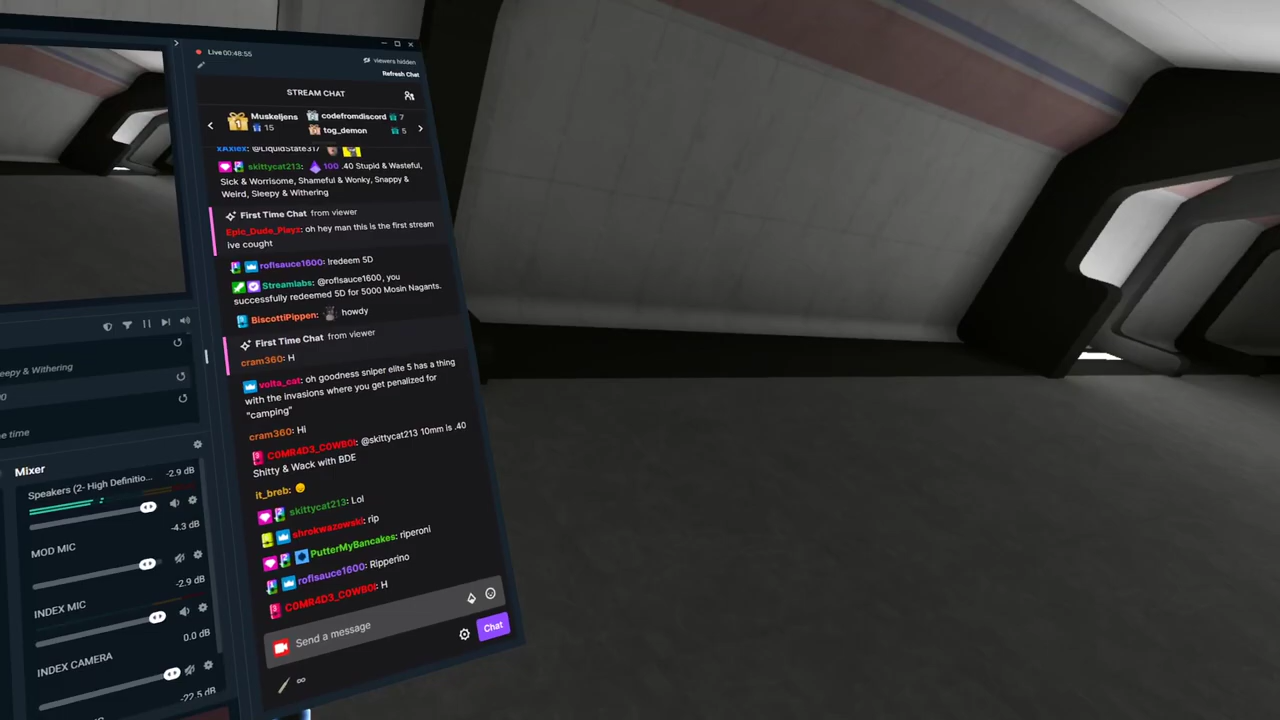 Live 00:48:55
viewers hidden
Refresh Chat
STREAM CHAT
Muskeljens
15
codefromdiscord 7
tog_demon 5
xAxlex: @LiquidState317
skittycat213: 100 .40 Stupid & Wasteful,
Sick & Worrisome, Shameful & Wonky, Snappy &
Weird, Sleepy & Withering
First Time Chat from viewer
Epic_Dude_Playz: oh hey man this is the first stream
ive cought
roflsauce1600: !redeem 5D
Streamlabs: @roflsauce1600, you
successfully redeemed 5D for 5000 Mosin Nagants.
BiscottiPippen: howdy
First Time Chat from viewer
cram360: H
volta_cat: oh goodness sniper elite 5 has a thing
with the invasions where you get penalized for
"camping"
cram360: Hi
C0MR4D3_C0WB0I: @skittycat213 10mm is .40
Shitty & Wack with BDE
it_breb:
skittycat213: Lol
shrokwazowski: rip
PutterMyBancakes: riperoni
roflsauce1600: Ripperino
C0MR4D3_C0WB0I: H
Send a message
Chat
eepy & Withering
ne time
Mixer
Speakers (2- High Definitio...
-2.9 dB
MOD MIC
-4.3 dB
INDEX MIC
-2.9 dB
INDEX CAMERA
0.0 dB
-22.5 dB